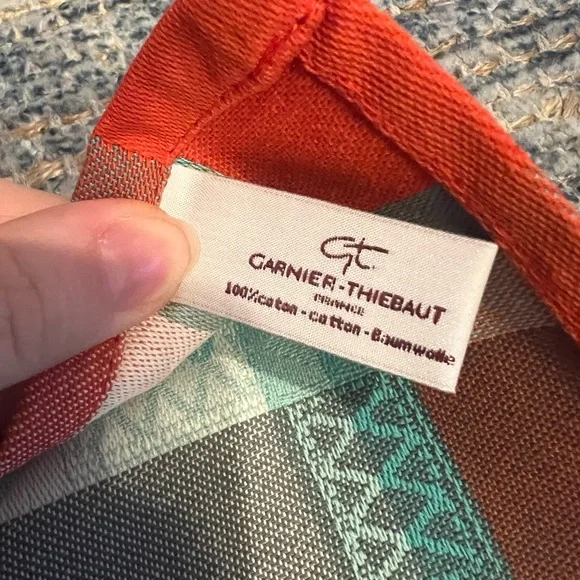 Gt.
GARNIER-THIEBAUT
FRANCE
100% coton - cotton - Baumwolle